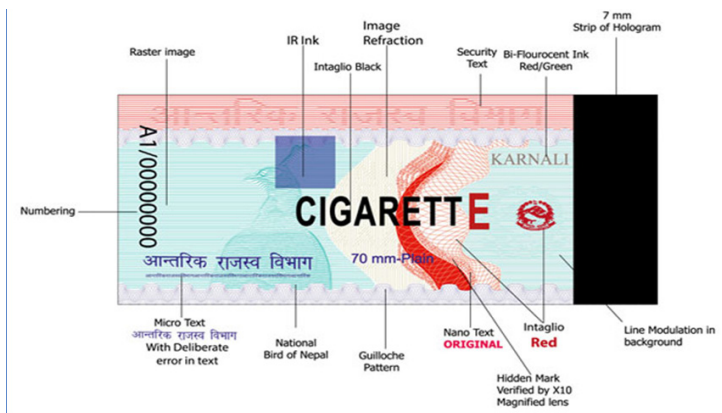 7 mm
Strip of Hologram
Image
Refraction
IR Ink
Raster image
Security
Text
Bi-Flourocent Ink
Red/Green
Intaglio Black
आन्तरिक राजस्व विभाग
A1/00000000
KARNALI
CIGARETTE
Numbering
आन्तरिक राजस्व विभाग
70 mm-Plain
Micro Text
आन्तरिक राजस्व विभाग
With Deliberate
error in text
National
Bird of Nepal
Guilloche
Pattern
Nano Text
ORIGINAL
Intaglio
Red
Line Modulation in
background
Hidden Mark
Verified by X10
Magnified lens